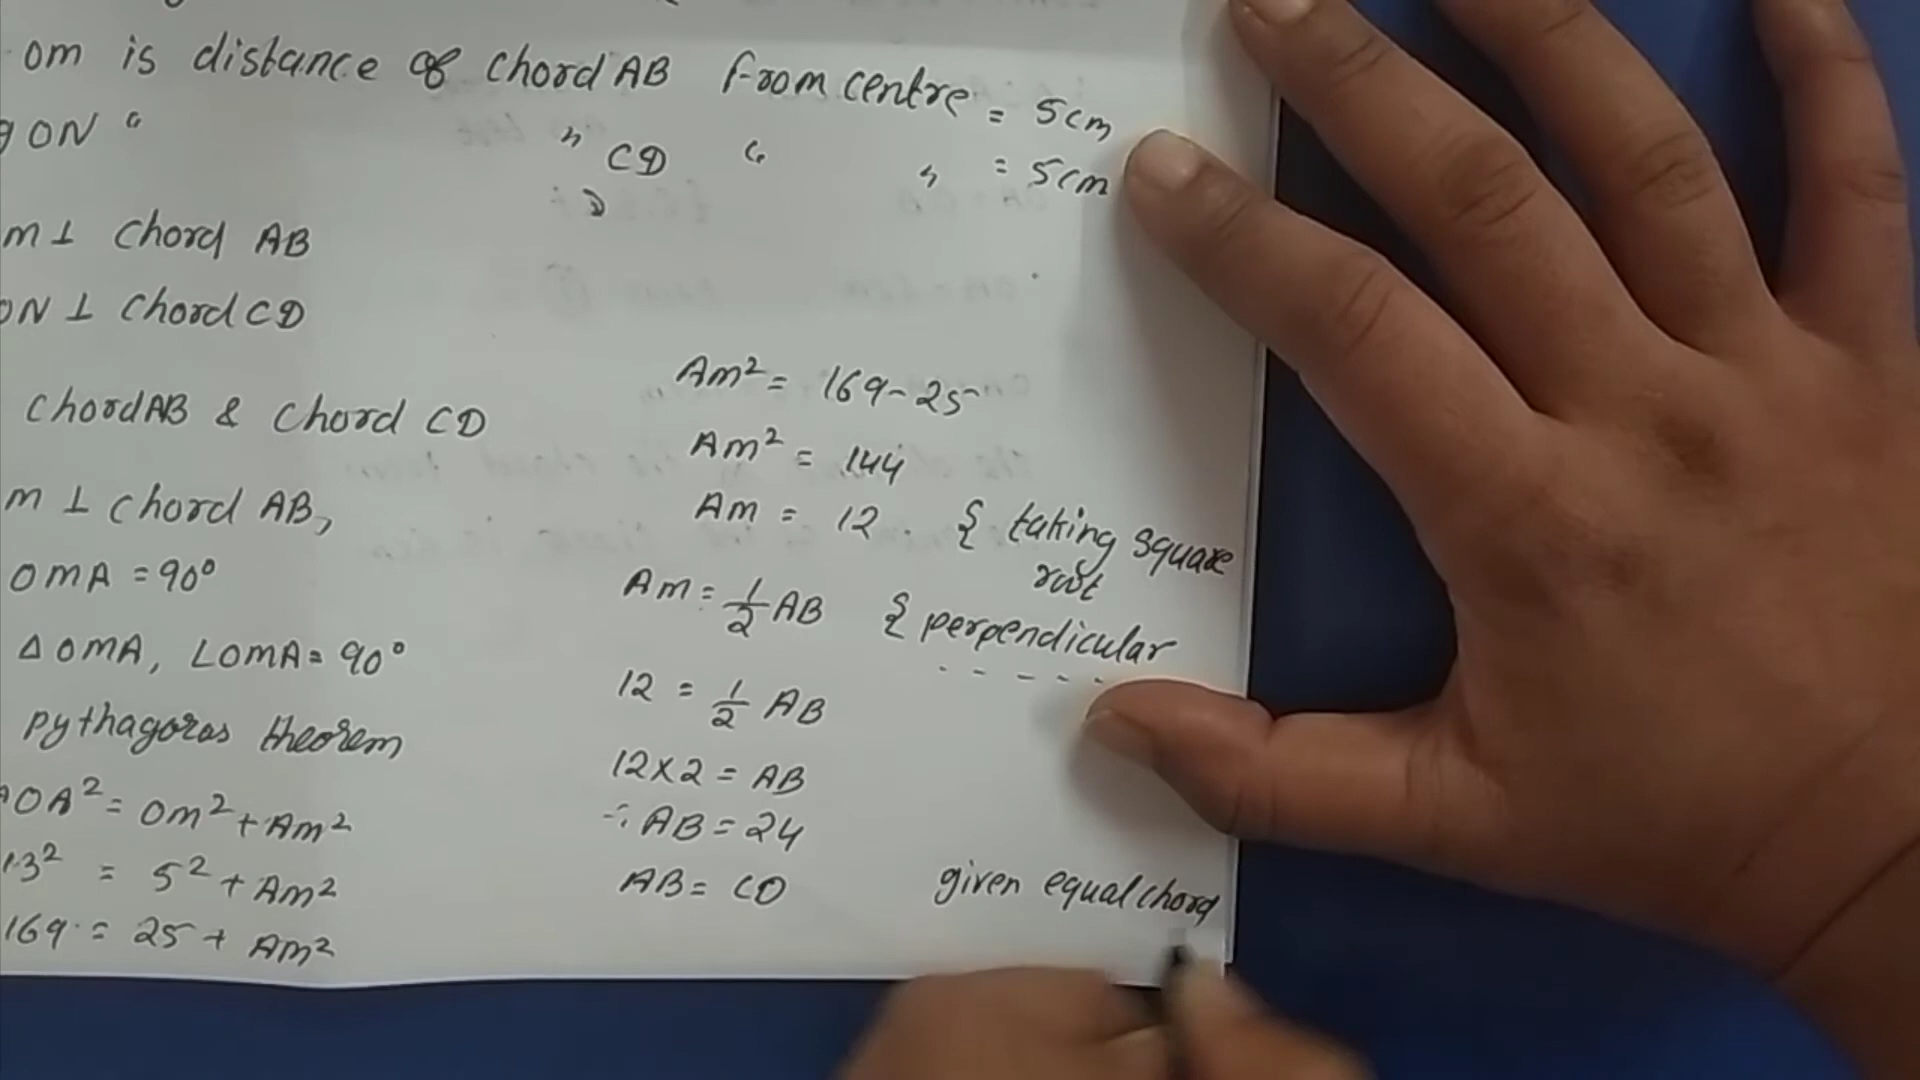 om is distance of chord AB from centre = 5cm
ON " " CD " " = 5cm
m ⊥ chord AB
ON ⊥ chord CD
chord AB & chord CD
m ⊥ chord AB,
OMA = 90°
Δ OMA, LOMA = 90°
pythagoras theorem
OA² = Om² + Am²
13² = 5² + Am²
169 = 25 + Am²
Am² = 169 - 25
Am² = 144
Am = 12 . { taking square
root
Am = 1/2 AB { perpendicular
- - - - -
12 = 1/2 AB
12 x 2 = AB
∴ AB = 24
AB = CD given equal chord